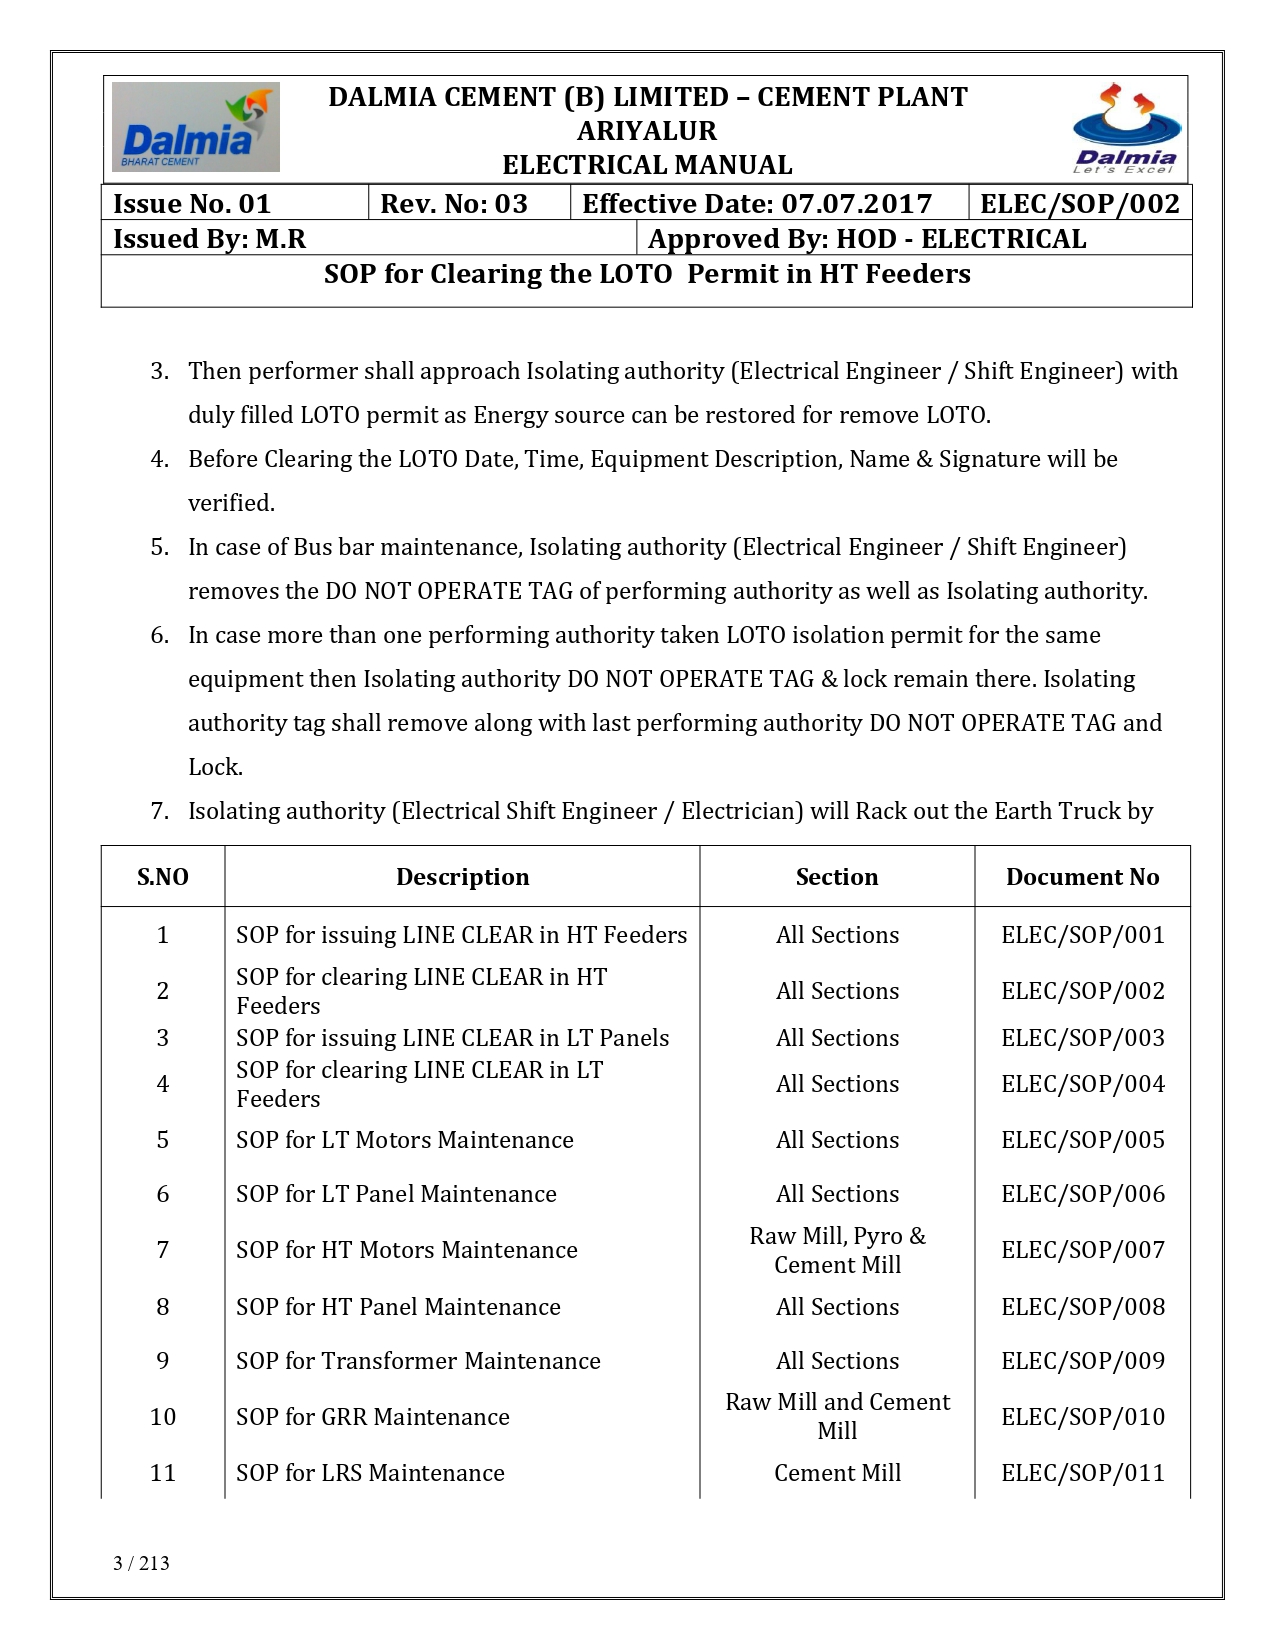 Dalmia
BHARAT CEMENT
DALMIA CEMENT (B) LIMITED – CEMENT PLANT
ARIYALUR
ELECTRICAL MANUAL
Dalmia
Let's Excel
Issue No. 01 Rev. No: 03 Effective Date: 07.07.2017 ELEC/SOP/002
Issued By: M.R Approved By: HOD - ELECTRICAL
SOP for Clearing the LOTO Permit in HT Feeders
3. Then performer shall approach Isolating authority (Electrical Engineer / Shift Engineer) with
duly filled LOTO permit as Energy source can be restored for remove LOTO.
4. Before Clearing the LOTO Date, Time, Equipment Description, Name & Signature will be
verified.
5. In case of Bus bar maintenance, Isolating authority (Electrical Engineer / Shift Engineer)
removes the DO NOT OPERATE TAG of performing authority as well as Isolating authority.
6. In case more than one performing authority taken LOTO isolation permit for the same
equipment then Isolating authority DO NOT OPERATE TAG & lock remain there. Isolating
authority tag shall remove along with last performing authority DO NOT OPERATE TAG and
Lock.
7. Isolating authority (Electrical Shift Engineer / Electrician) will Rack out the Earth Truck by
S.NO Description Section Document No
1 SOP for issuing LINE CLEAR in HT Feeders All Sections ELEC/SOP/001
2 SOP for clearing LINE CLEAR in HT
Feeders All Sections ELEC/SOP/002
3 SOP for issuing LINE CLEAR in LT Panels All Sections ELEC/SOP/003
4 SOP for clearing LINE CLEAR in LT
Feeders All Sections ELEC/SOP/004
5 SOP for LT Motors Maintenance All Sections ELEC/SOP/005
6 SOP for LT Panel Maintenance All Sections ELEC/SOP/006
7 SOP for HT Motors Maintenance Raw Mill, Pyro &
Cement Mill ELEC/SOP/007
8 SOP for HT Panel Maintenance All Sections ELEC/SOP/008
9 SOP for Transformer Maintenance All Sections ELEC/SOP/009
10 SOP for GRR Maintenance Raw Mill and Cement
Mill ELEC/SOP/010
11 SOP for LRS Maintenance Cement Mill ELEC/SOP/011
3 / 213